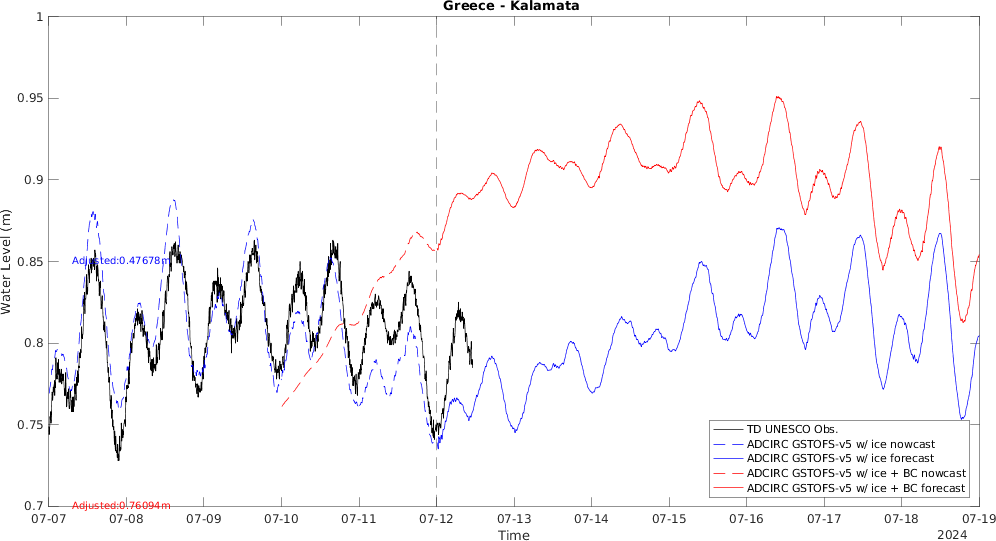 Greece - Kalamata
1
0.95
0.9
0.85
0.8
0.75
0.7
Water Level (m)
Adjusted:0.47678m
Adjusted:0.76094m
TD UNESCO Obs.
ADCIRC GSTOFS-v5 w/ ice nowcast
ADCIRC GSTOFS-v5 w/ ice forecast
ADCIRC GSTOFS-v5 w/ ice + BC nowcast
ADCIRC GSTOFS-v5 w/ ice + BC forecast
07-07 07-08 07-09 07-10 07-11 07-12 07-13 07-14 07-15 07-16 07-17 07-18 07-19
Time
2024